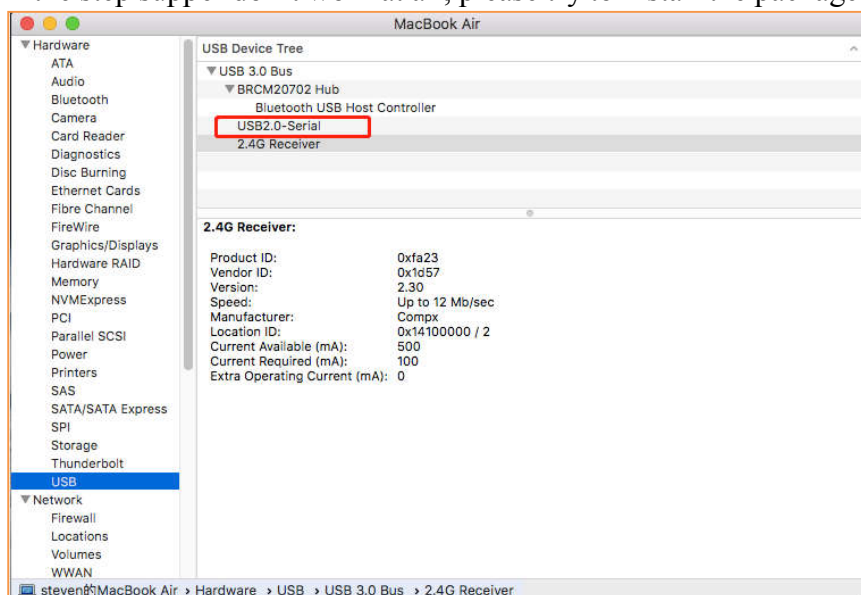 MacBook Air
Hardware
ATA
Audio
Bluetooth
Camera
Card Reader
Diagnostics
Disc Burning
Ethernet Cards
Fibre Channel
FireWire
Graphics/Displays
Hardware RAID
Memory
NVMExpress
PCI
Parallel SCSI
Power
Printers
SAS
SATA/SATA Express
SPI
Storage
Thunderbolt
USB
Network
Firewall
Locations
Volumes
WWAN
USB Device Tree
USB 3.0 Bus
BRCM20702 Hub
Bluetooth USB Host Controller
USB2.0-Serial
2.4G Receiver
2.4G Receiver:
Product ID: 0xfa23
Vendor ID: 0x1d57
Version: 2.30
Speed: Up to 12 Mb/sec
Manufacturer: Compx
Location ID: 0x14100000 / 2
Current Available (mA): 500
Current Required (mA): 100
Extra Operating Current (mA): 0
steven的MacBook Air › Hardware › USB › USB 3.0 Bus › 2.4G Receiver